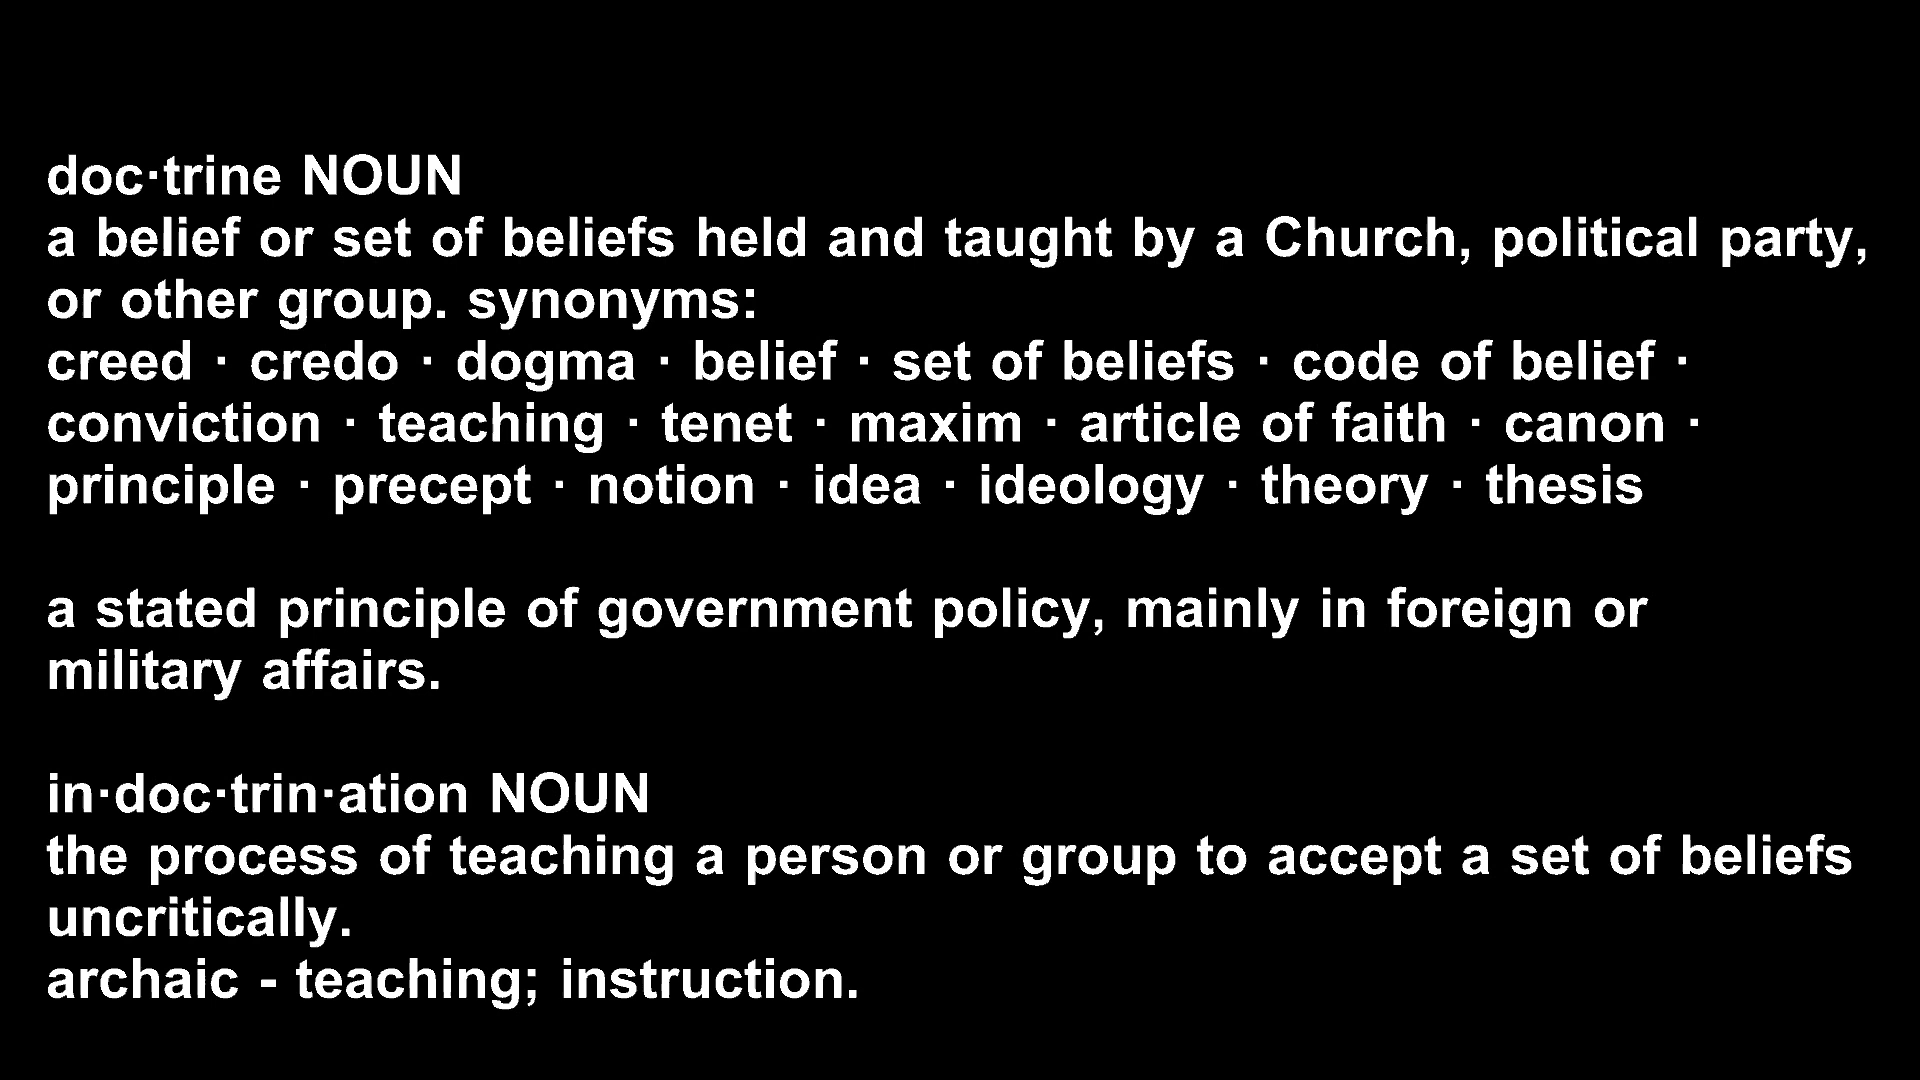 doc·trine NOUN
a belief or set of beliefs held and taught by a Church, political party,
or other group. synonyms:
creed · credo · dogma · belief · set of beliefs · code of belief ·
conviction · teaching · tenet · maxim · article of faith · canon ·
principle · precept · notion · idea · ideology · theory · thesis
a stated principle of government policy, mainly in foreign or
military affairs.
in·doc·trin·ation NOUN
the process of teaching a person or group to accept a set of beliefs
uncritically.
archaic - teaching; instruction.